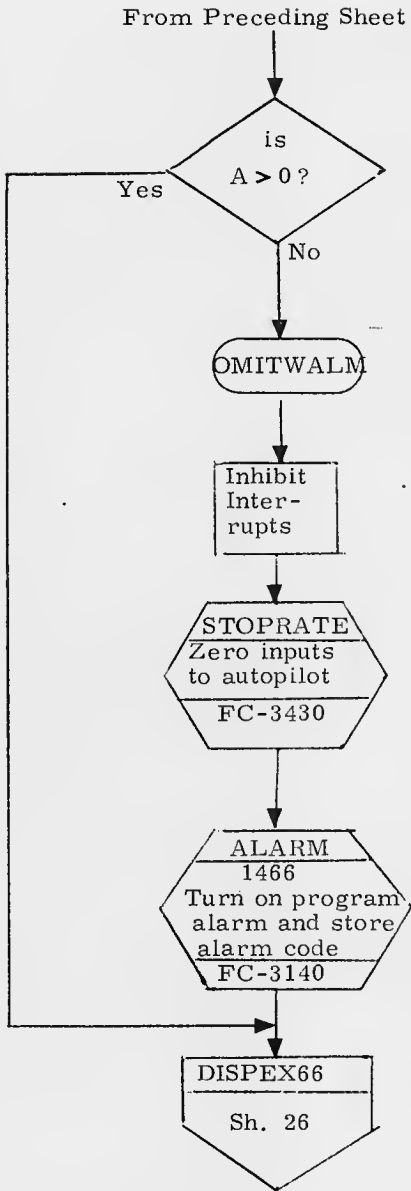 From Preceding Sheet
is
A > 0 ?
Yes
No
OMITWALM
Inhibit
Inter-
rupts
STOPRATE
Zero inputs
to autopilot
FC-3430
ALARM
1466
Turn on program
alarm and store
alarm code
FC-3140
DISPEX66
Sh. 26